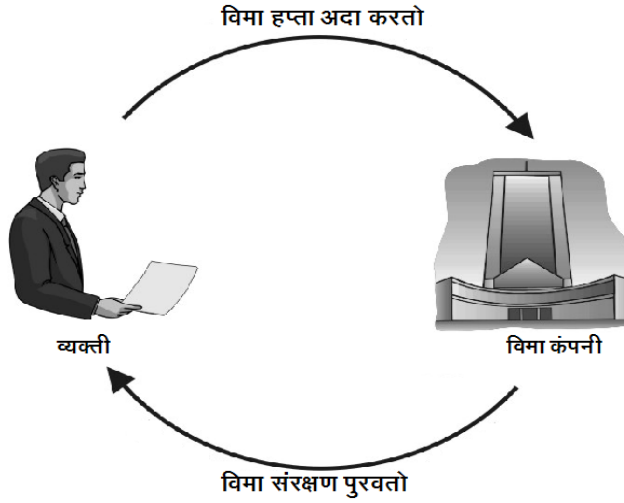 विमा हप्ता अदा करतो
व्यक्ती
विमा कंपनी
विमा संरक्षण पुरवतो